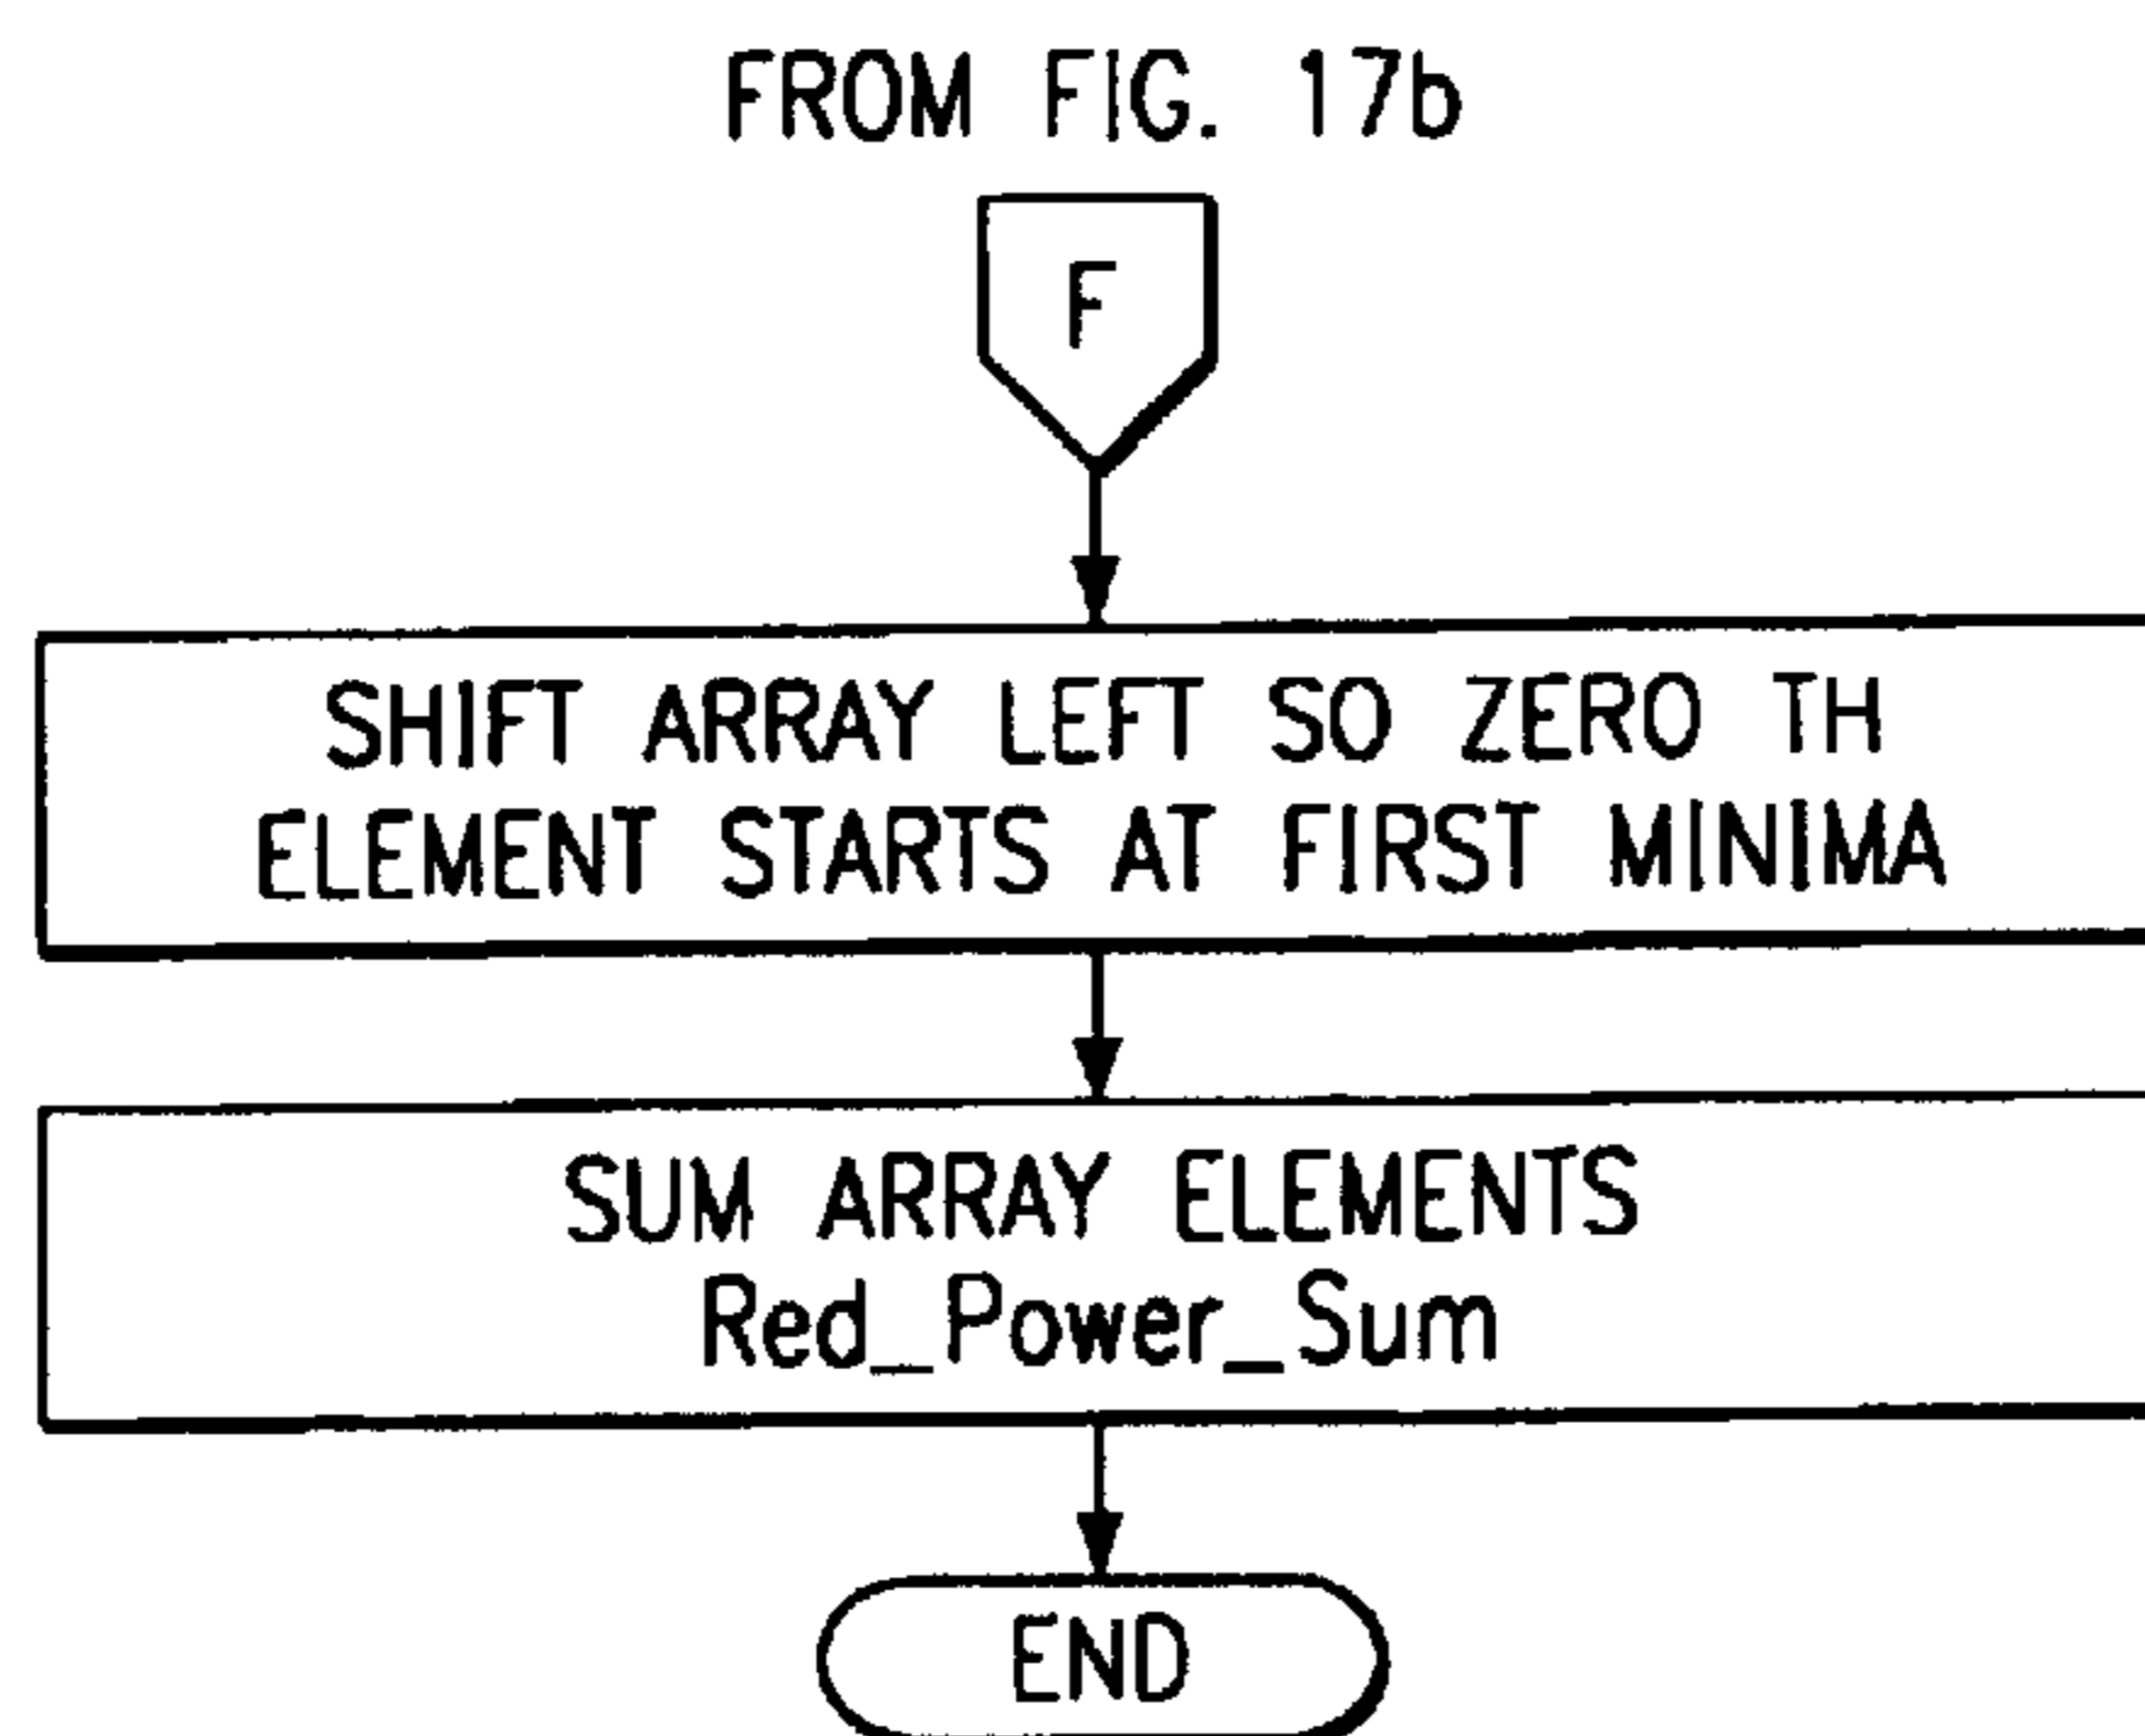 FROM FIG. 17b
F
SHIFT ARRAY LEFT SO ZERO TH
ELEMENT STARTS AT FIRST MINIMA
SUM ARRAY ELEMENTS
Red_Power_Sum
END